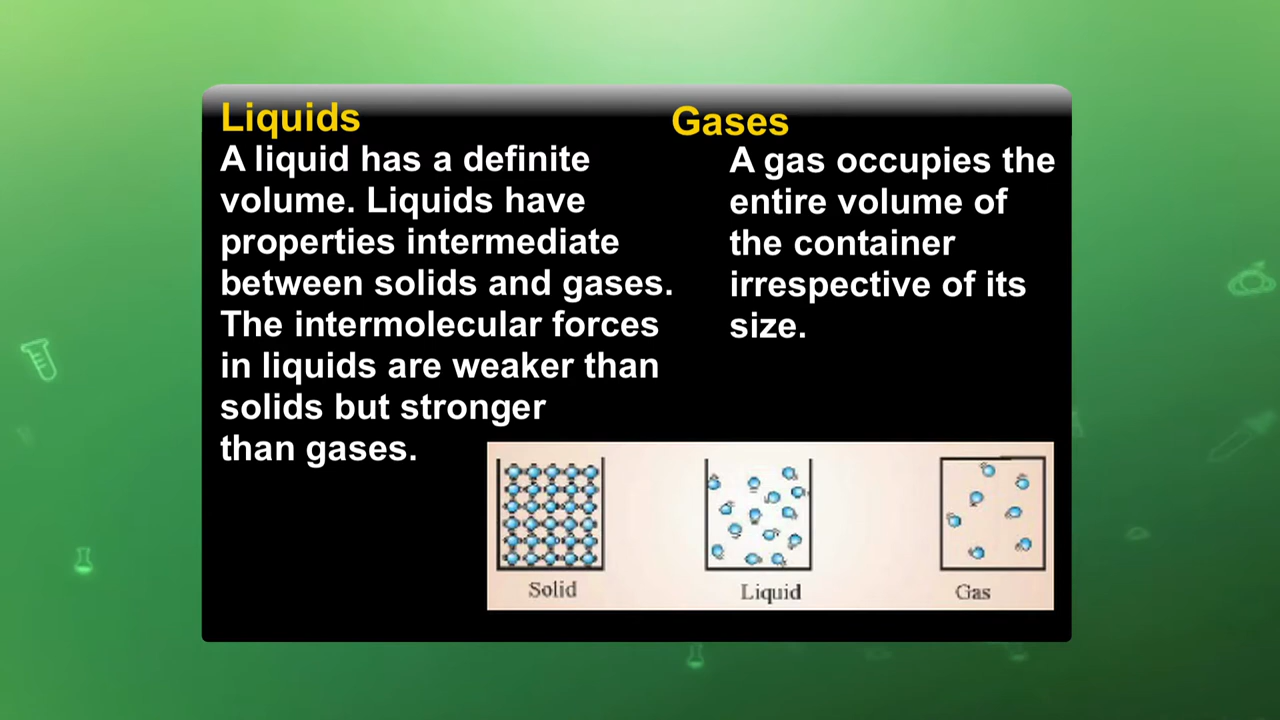 Liquids
A liquid has a definite
volume. Liquids have
properties intermediate
between solids and gases.
The intermolecular forces
in liquids are weaker than
solids but stronger
than gases.
Gases
A gas occupies the
entire volume of
the container
irrespective of its
size.
Solid
Liquid
Gas